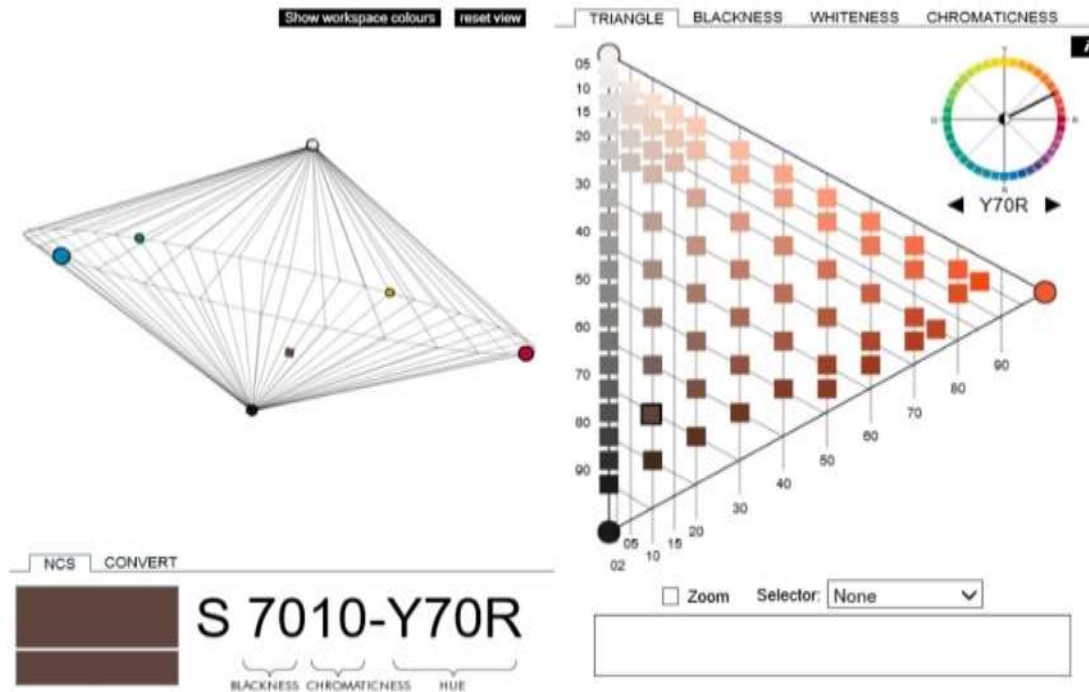 Show workspace colours reset view
TRIANGLE BLACKNESS WHITENESS CHROMATICNESS
05
10
15
20
30
40
50
60
70
80
90
Y
R
◄ Y70R ►
90
80
70
60
50
40
30
20
15
10
05
02
NCS CONVERT
S 7010-Y70R
BLACKNESS CHROMATICNESS HUE
Zoom Selector: None